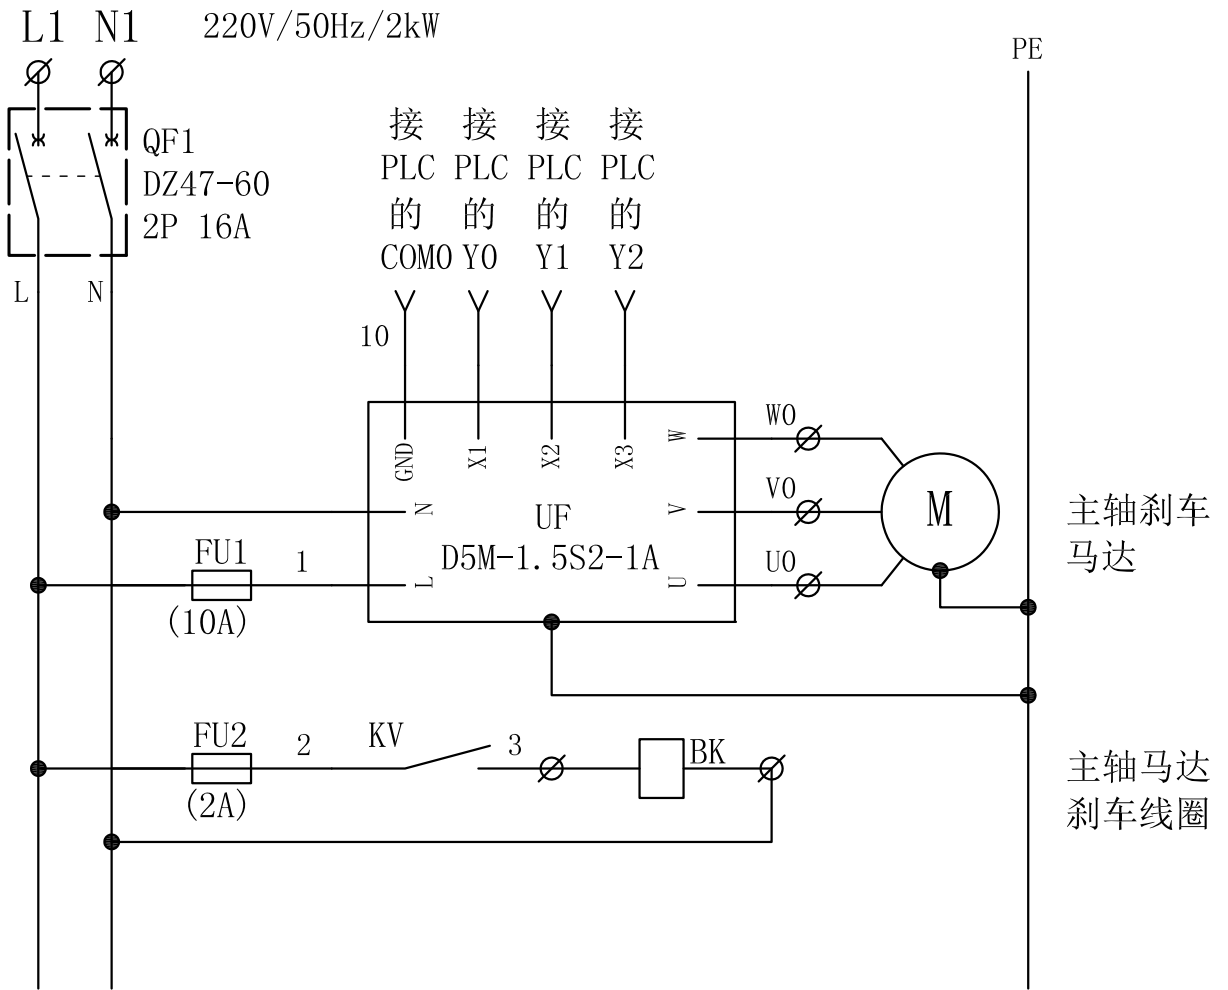 L1 N1 220V/50Hz/2kW
PE
QF1
DZ47-60
2P 16A
接
PLC
的
COM0
接
PLC
的
Y0
接
PLC
的
Y1
接
PLC
的
Y2
L N
10
GND X1 X2 X3
W W0
N V V0
L U U0
UF
D5M-1.5S2-1A
M
主轴刹车
马达
FU1 1
(10A)
FU2 2 KV 3 BK
(2A)
主轴马达
刹车线圈